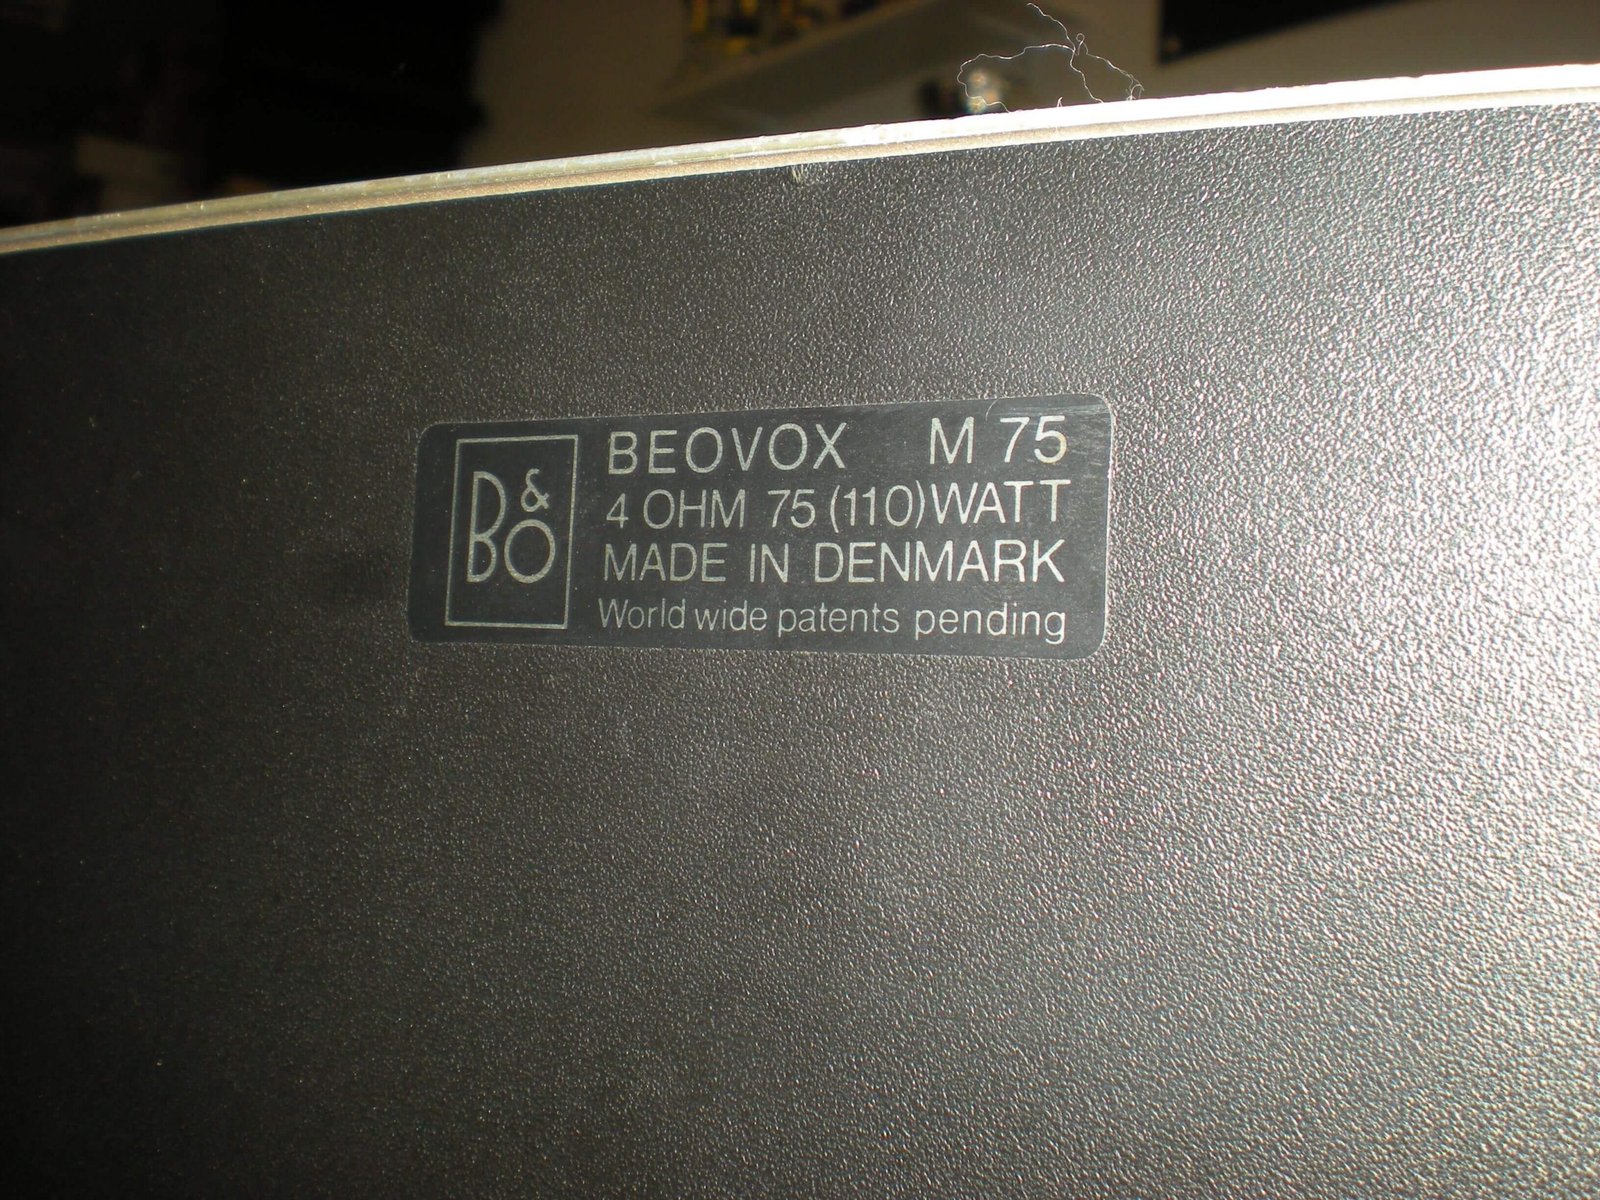 B&O
BEOVOX M 75
4 OHM 75 (110) WATT
MADE IN DENMARK
World wide patents pending